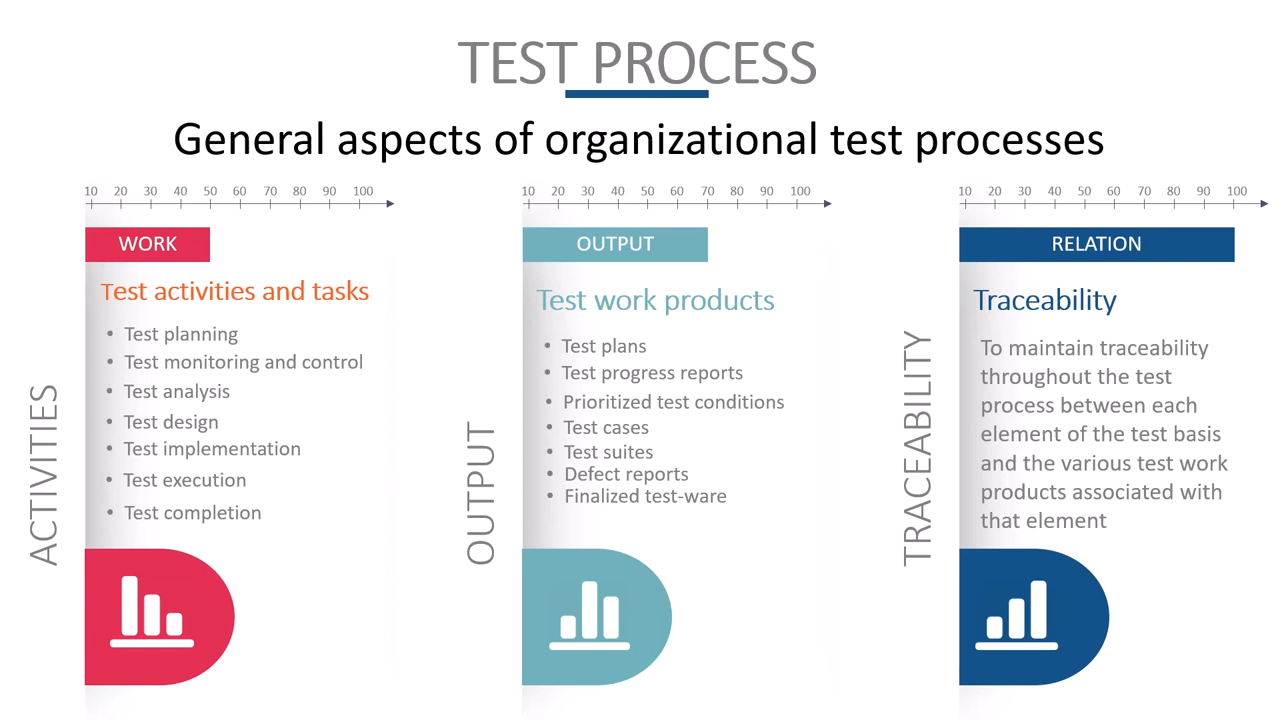 TEST PROCESS
General aspects of organizational test processes
10 20 30 40 50 60 70 80 90 100
WORK
Test activities and tasks
• Test planning
• Test monitoring and control
• Test analysis
• Test design
• Test implementation
• Test execution
• Test completion
ACTIVITIES
10 20 30 40 50 60 70 80 90 100
OUTPUT
Test work products
• Test plans
• Test progress reports
• Prioritized test conditions
• Test cases
• Test suites
• Defect reports
• Finalized test-ware
OUTPUT
10 20 30 40 50 60 70 80 90 100
RELATION
Traceability
To maintain traceability
throughout the test
process between each
element of the test basis
and the various test work
products associated with
that element
TRACEABILITY